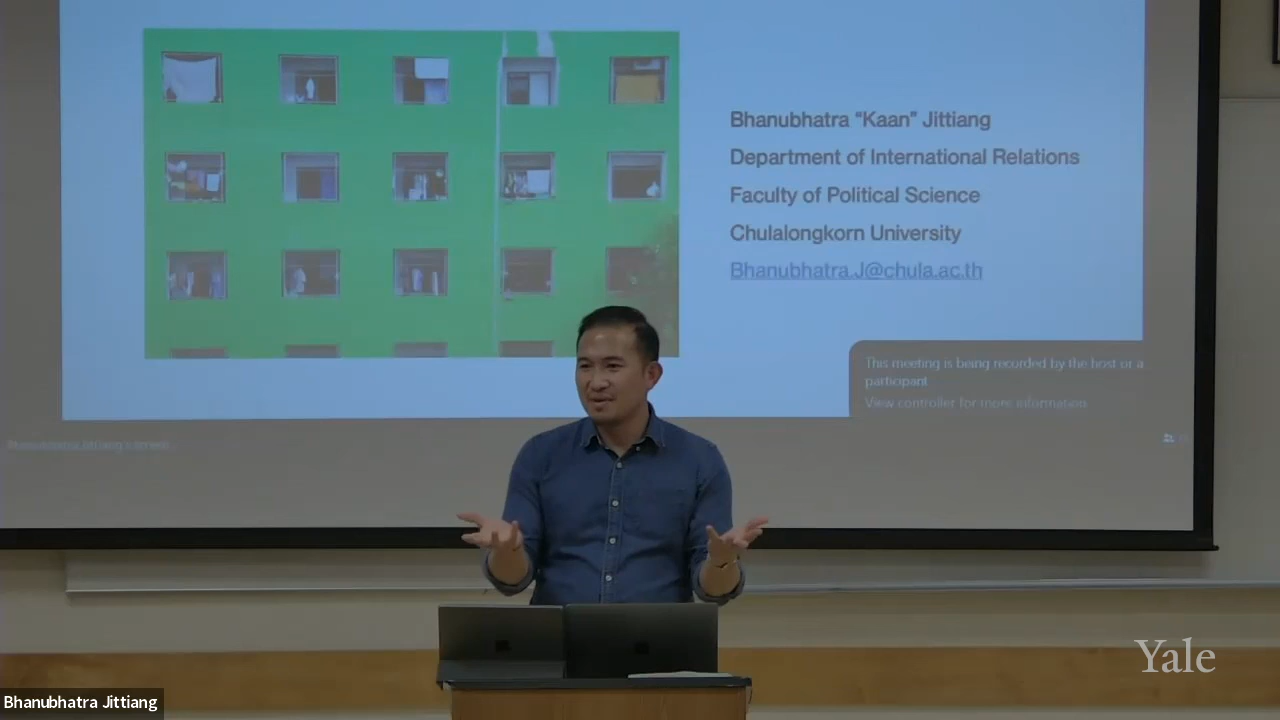 Bhanubhatra “Kaan” Jittiang
Department of International Relations
Faculty of Political Science
Chulalongkorn University
Bhanubhatra.J@chula.ac.th
This meeting is being recorded by the host or a
participant
View controller for more information
Yale
Bhanubhatra Jittiang